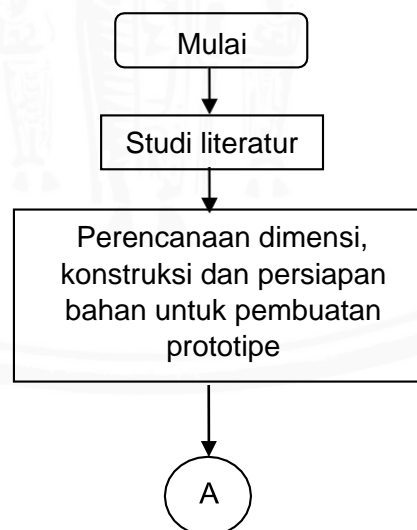 Mulai
Studi literatur
Perencanaan dimensi,
konstruksi dan persiapan
bahan untuk pembuatan
prototipe
A